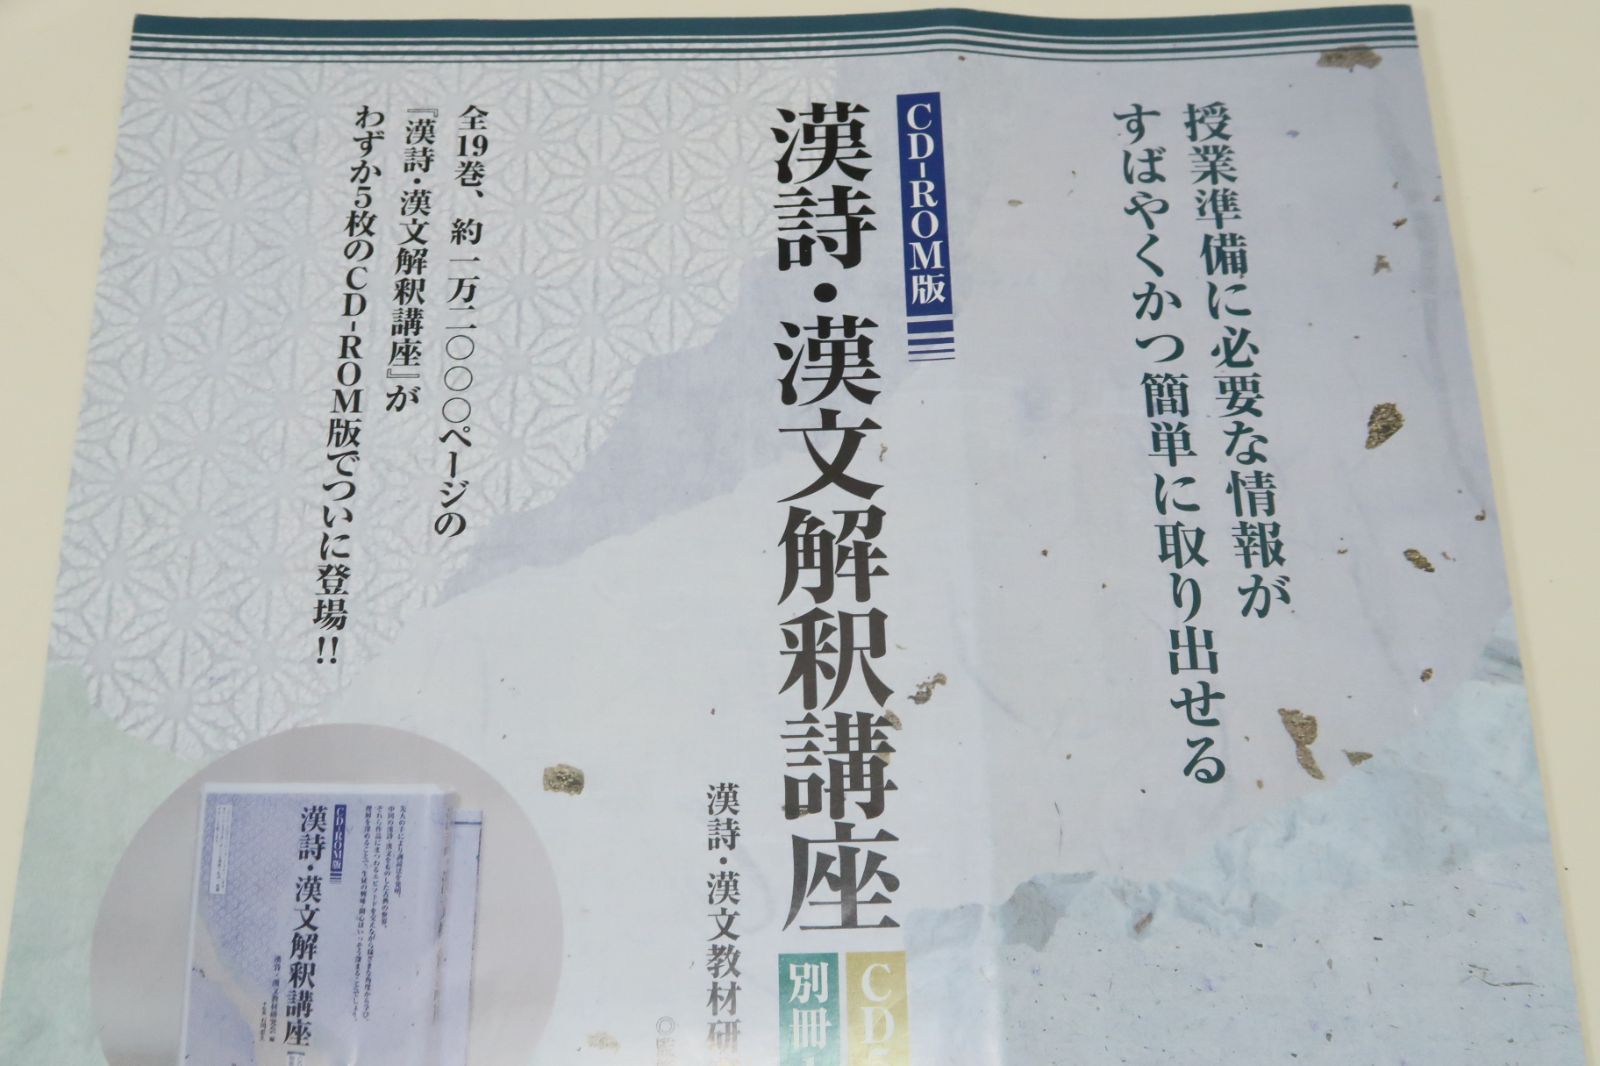 授業準備に必要な情報が
すばやくかつ簡単に取り出せる
CD-ROM版
漢詩・漢文解釈講座
CD
別冊
漢詩・漢文教材研
全19巻、約一万二〇〇〇ページの
『漢詩・漢文解釈講座』が
わずか5枚のCD-ROM版でついに登場!!
CD-ROM版
漢詩・漢文解釈講座